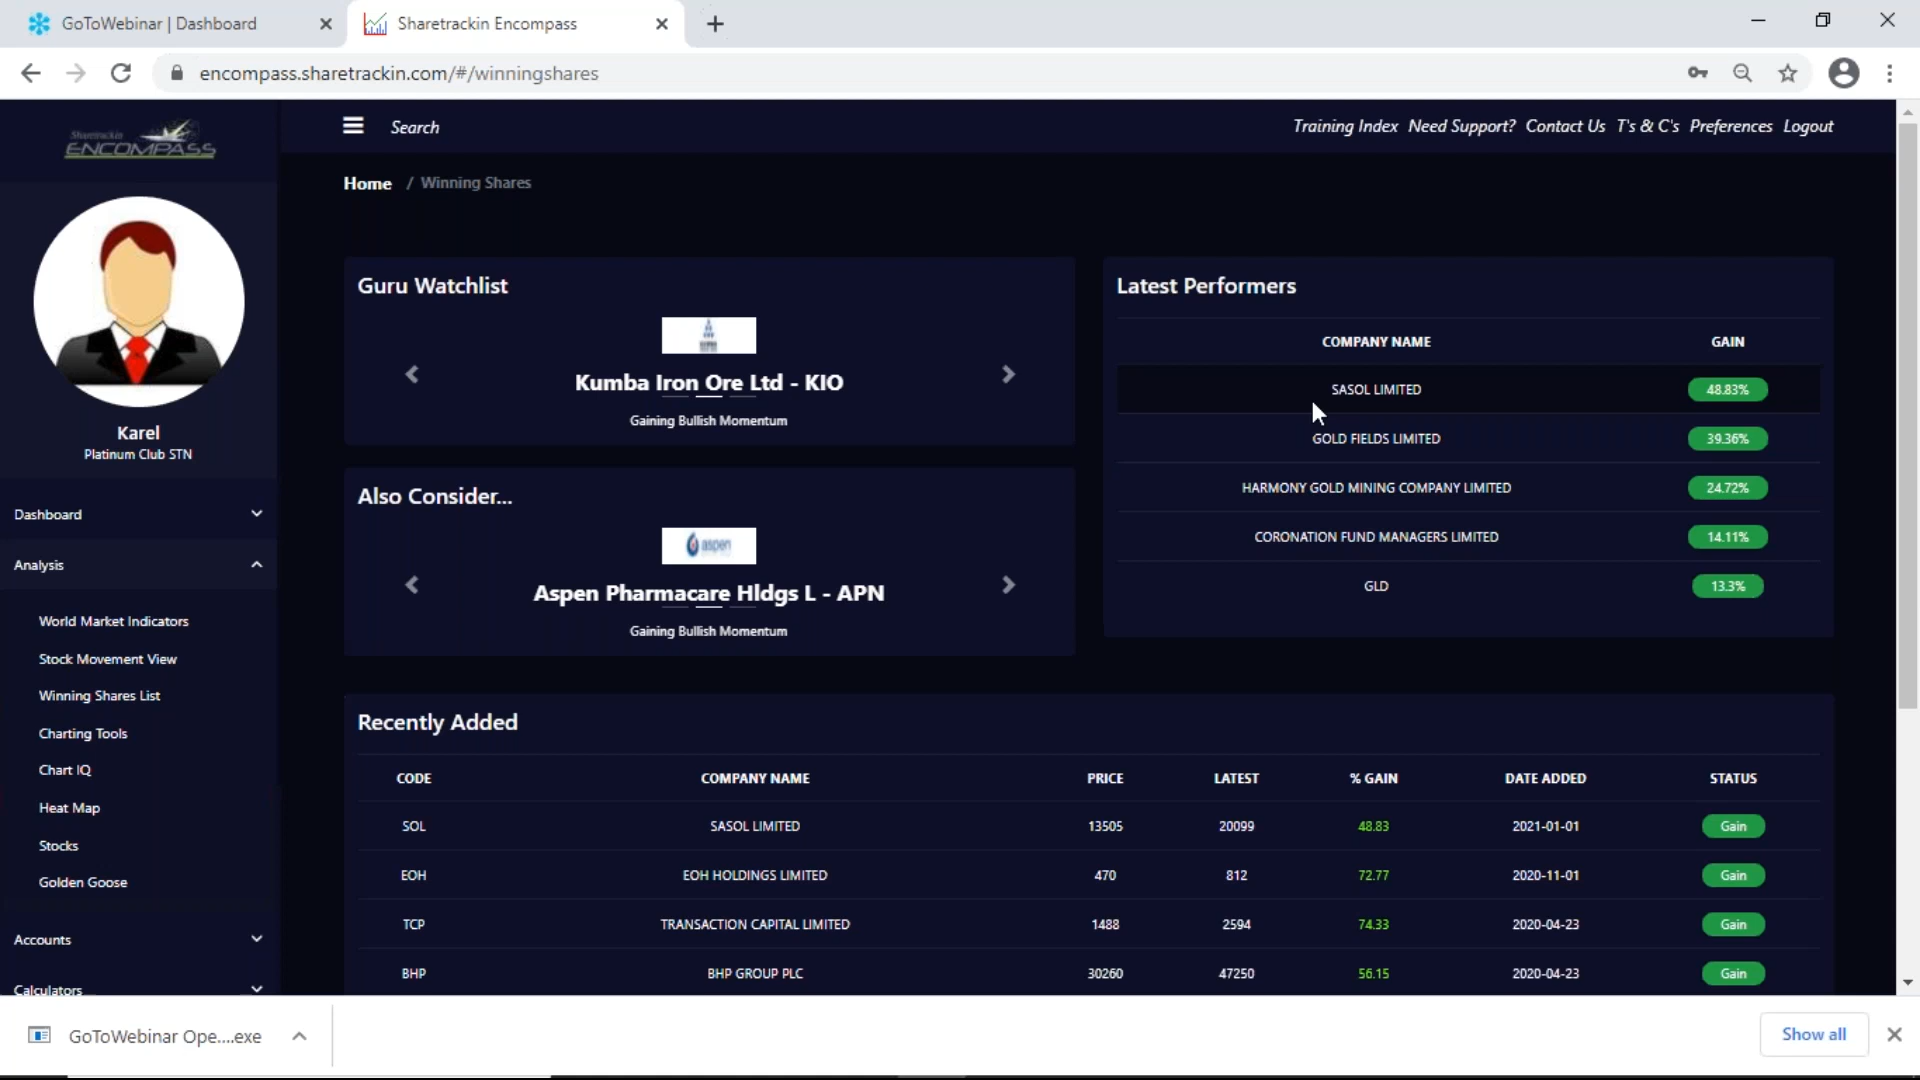 GoToWebinar | Dashboard
Sharetrackin Encompass
encompass.sharetrackin.com/#/winningshares
Sharetrackin
ENCOMPASS
Search
Training Index Need Support? Contact Us T's & C's Preferences Logout
Home / Winning Shares
Karel
Platinum Club STN
Dashboard
Analysis
World Market Indicators
Stock Movement View
Winning Shares List
Charting Tools
Chart IQ
Heat Map
Stocks
Golden Goose
Accounts
Calculators
Guru Watchlist
Kumba Iron Ore Ltd - KIO
Gaining Bullish Momentum
Also Consider...
aspen
Aspen Pharmacare Hldgs L - APN
Gaining Bullish Momentum
Latest Performers
COMPANY NAME GAIN
SASOL LIMITED 48.83%
GOLD FIELDS LIMITED 39.36%
HARMONY GOLD MINING COMPANY LIMITED 24.72%
CORONATION FUND MANAGERS LIMITED 14.11%
GLD 13.3%
Recently Added
CODE COMPANY NAME PRICE LATEST % GAIN DATE ADDED STATUS
SOL SASOL LIMITED 13505 20099 48.83 2021-01-01 Gain
EOH EOH HOLDINGS LIMITED 470 812 72.77 2020-11-01 Gain
TCP TRANSACTION CAPITAL LIMITED 1488 2594 74.33 2020-04-23 Gain
BHP BHP GROUP PLC 30260 47250 56.15 2020-04-23 Gain
GoToWebinar Ope....exe
Show all